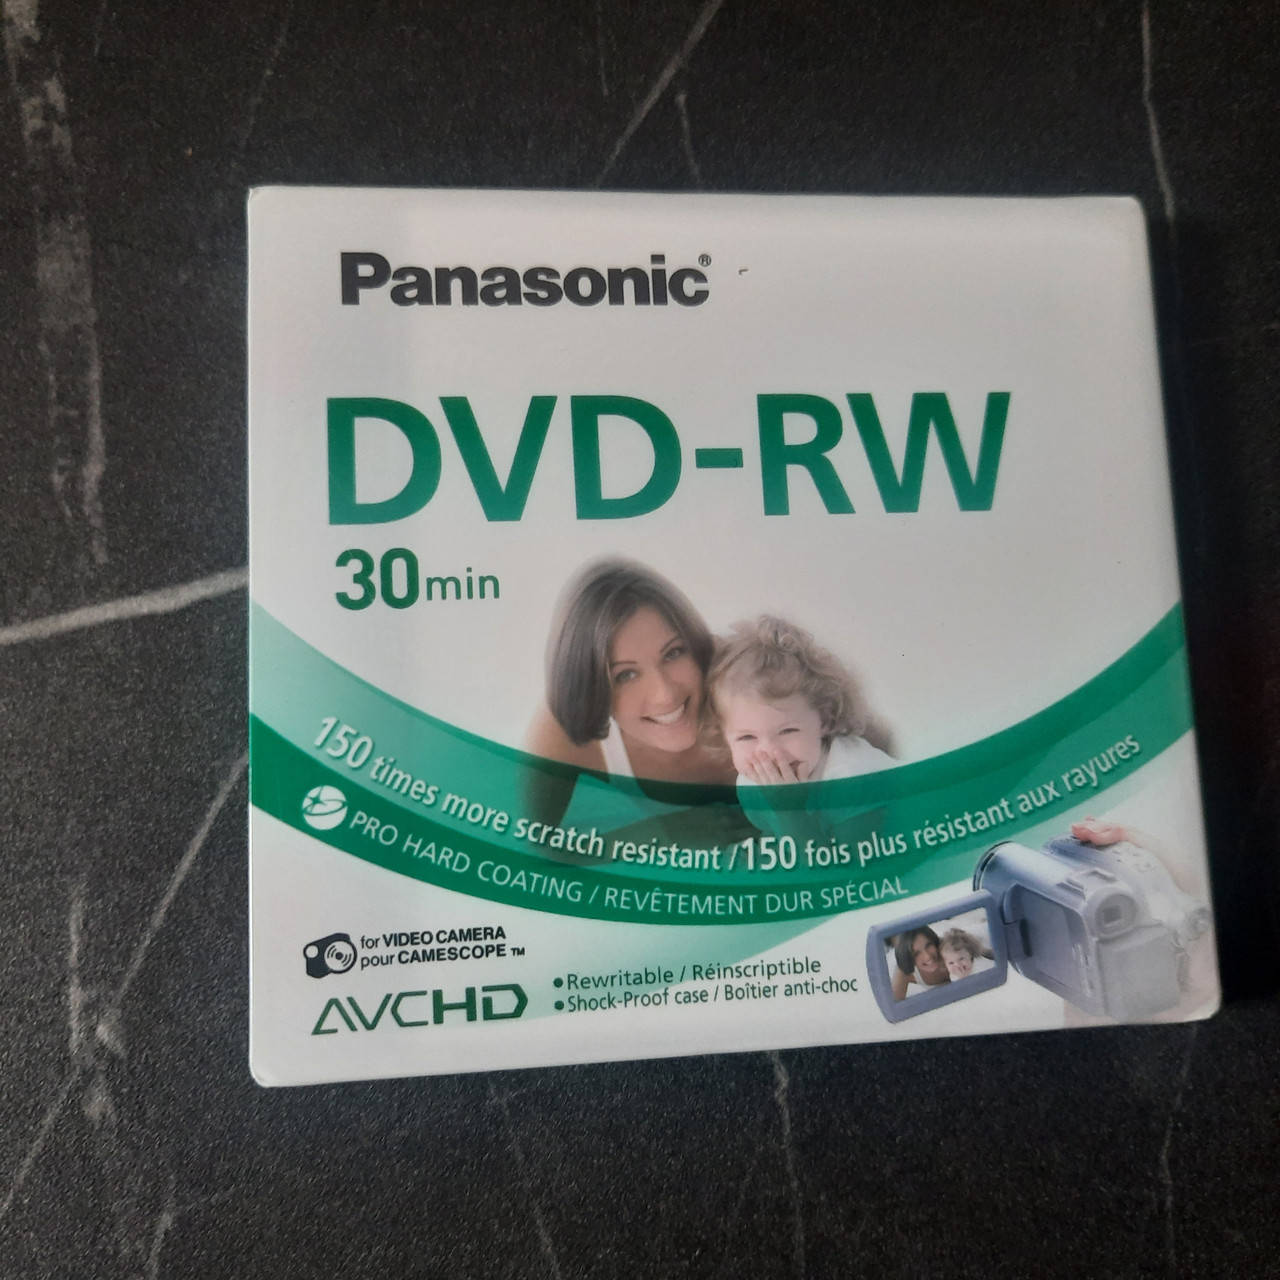 Panasonic®
DVD-RW
30min
150 times more scratch resistant / 150 fois plus résistant aux rayures
PRO HARD COATING / REVÊTEMENT DUR SPÉCIAL
for VIDEO CAMERA
pour CAMESCOPE™
AVCHD
•Rewritable / Réinscriptible
•Shock-Proof case / Boîtier anti-choc